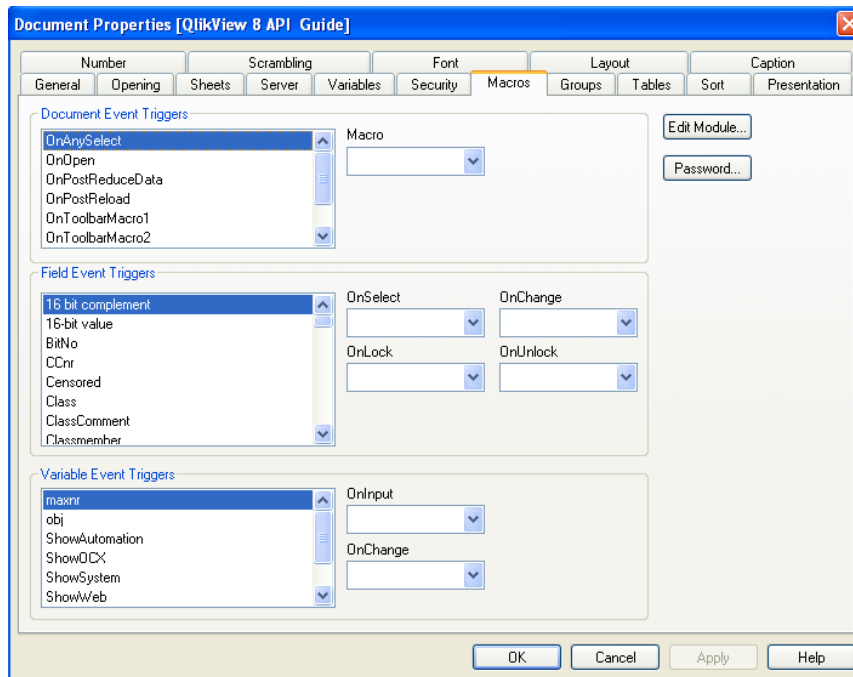 Document Properties [QlikView 8 API  Guide]
Number Scrambling Font Layout Caption
General Opening Sheets Server Variables Security Macros Groups Tables Sort Presentation
Document Event Triggers
OnAnySelect
OnOpen
OnPostReduceData
OnPostReload
OnToolbarMacro1
OnToolbarMacro2
Macro
Edit Module...
Password...
Field Event Triggers
16 bit complement
16-bit value
BitNo
CCnr
Censored
Class
ClassComment
Classmember
OnSelect OnChange
OnLock OnUnlock
Variable Event Triggers
maxnr
obj
ShowAutomation
ShowOCX
ShowSystem
ShowWeb
OnInput
OnChange
OK Cancel Apply Help